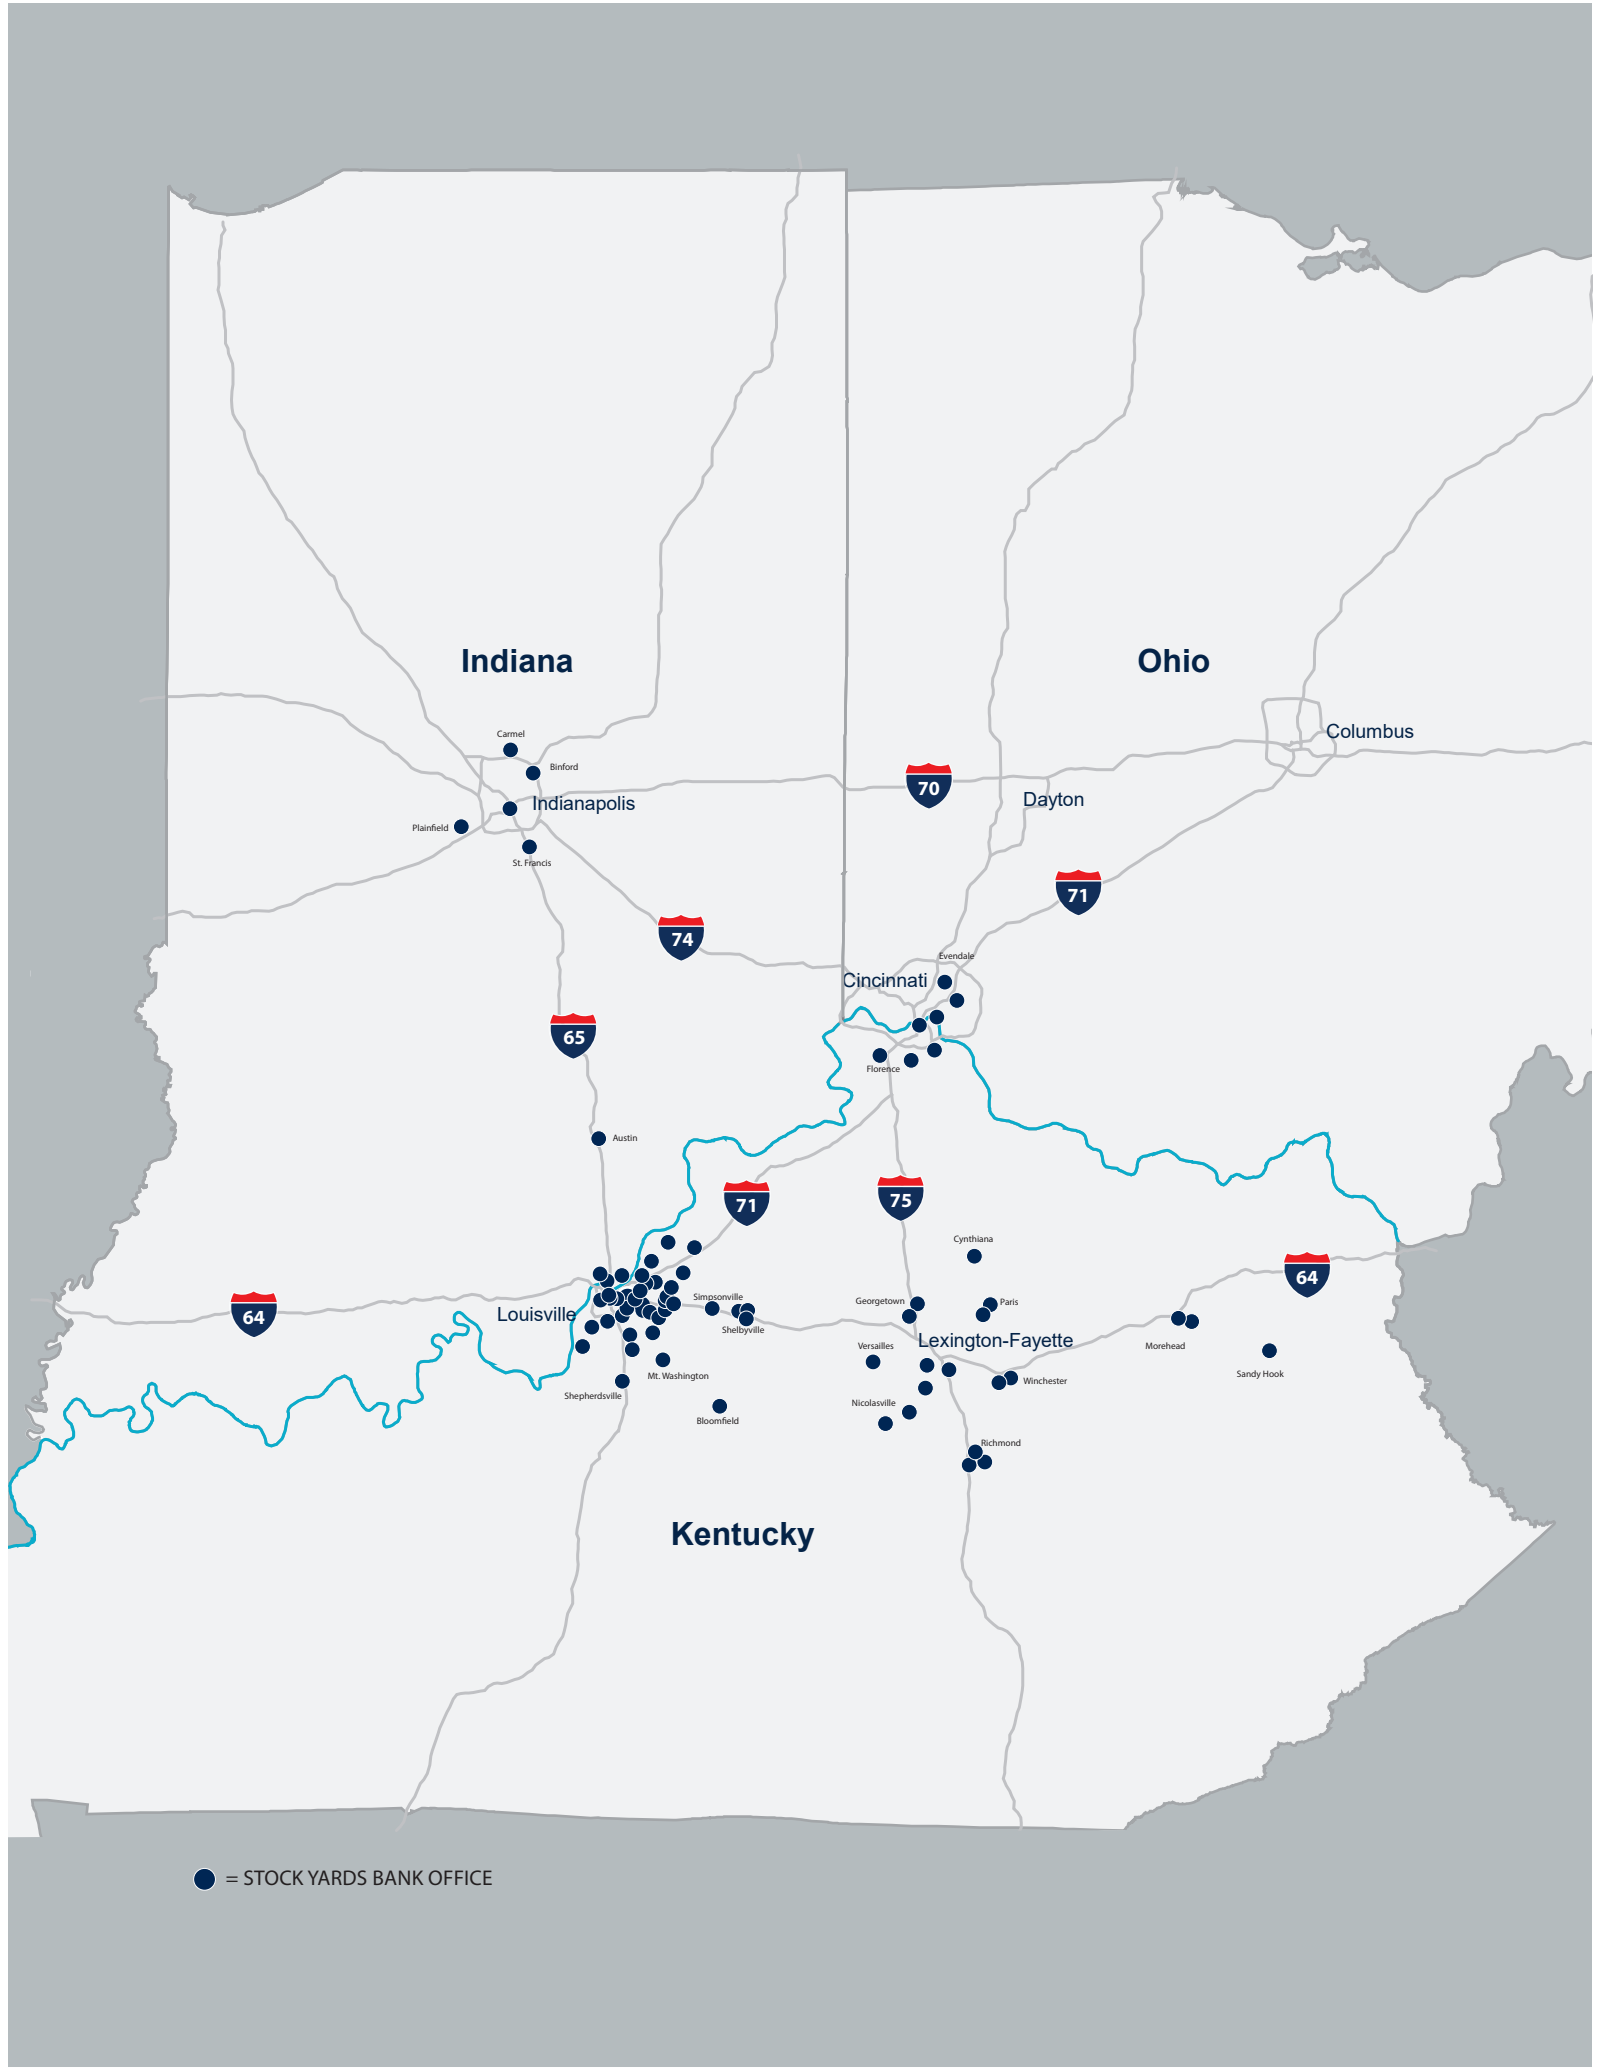 Indiana
Ohio
Columbus
Carmel
Binford
70
Indianapolis
Dayton
Plainfield
St. Francis
71
74
Evendale
Cincinnati
65
Florence
Austin
71
75
Cynthiana
64
Simpsonville
Georgetown
Paris
64
Louisville
Shelbyville
Lexington-Fayette
Versailles
Morehead
Sandy Hook
Mt. Washington
Winchester
Shepherdsville
Nicolasville
Bloomfield
Richmond
Kentucky
= STOCK YARDS BANK OFFICE